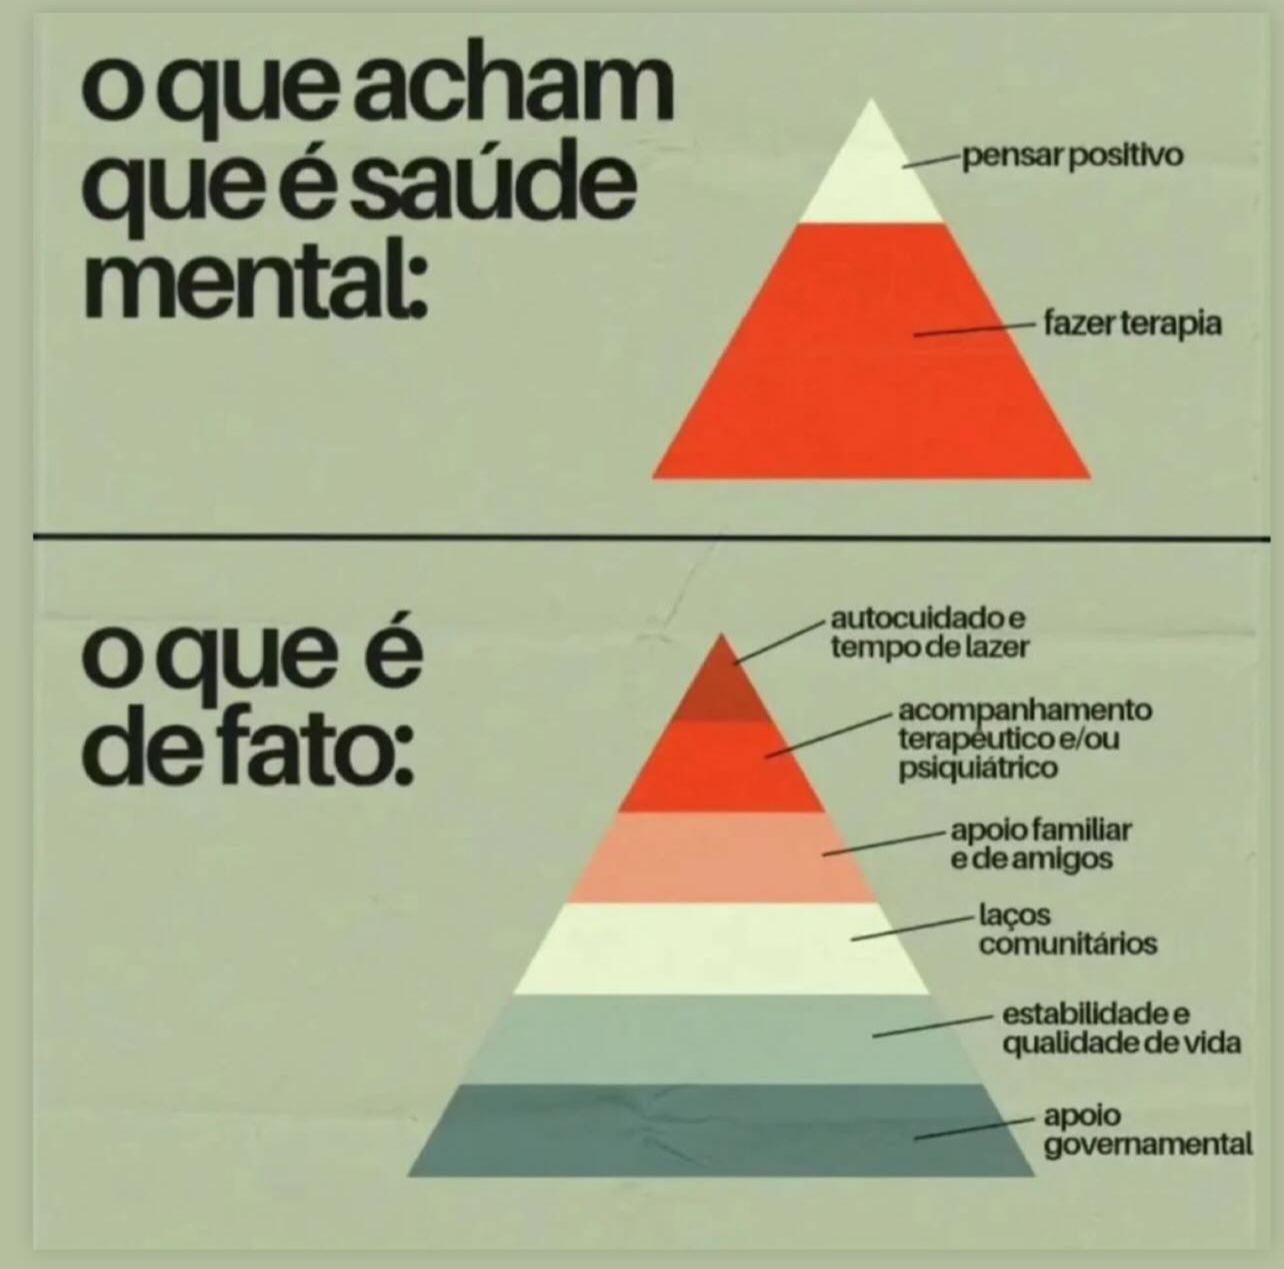 o que acham
que é saúde
mental:
pensar positivo
fazer terapia
o que é
de fato:
autocuidado e
tempo de lazer
acompanhamento
terapêutico e/ou
psiquiátrico
apoio familiar
e de amigos
laços
comunitários
estabilidade e
qualidade de vida
apoio
governamental